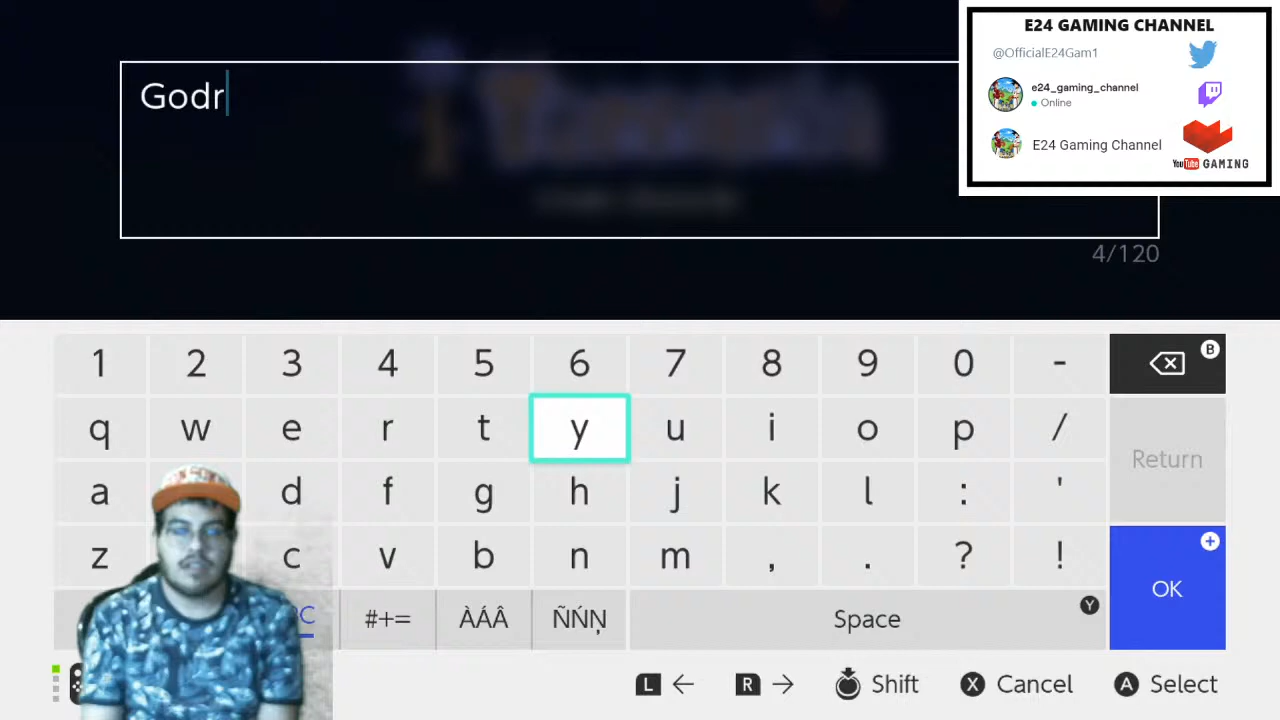 E24 GAMING CHANNEL
@OfficialE24Gam1
e24_gaming_channel
Online
E24 Gaming Channel
YouTube GAMING
Godr
4/120
1 2 3 4 5 6 7 8 9 0 - B
q w e r t y u i o p /
Return
a d f g h j k l : '
z c v b n m , . ? ! +
OK
C #+= ÀÁÂ ÑŃŅ Space Y
L ← R → Shift X Cancel A Select